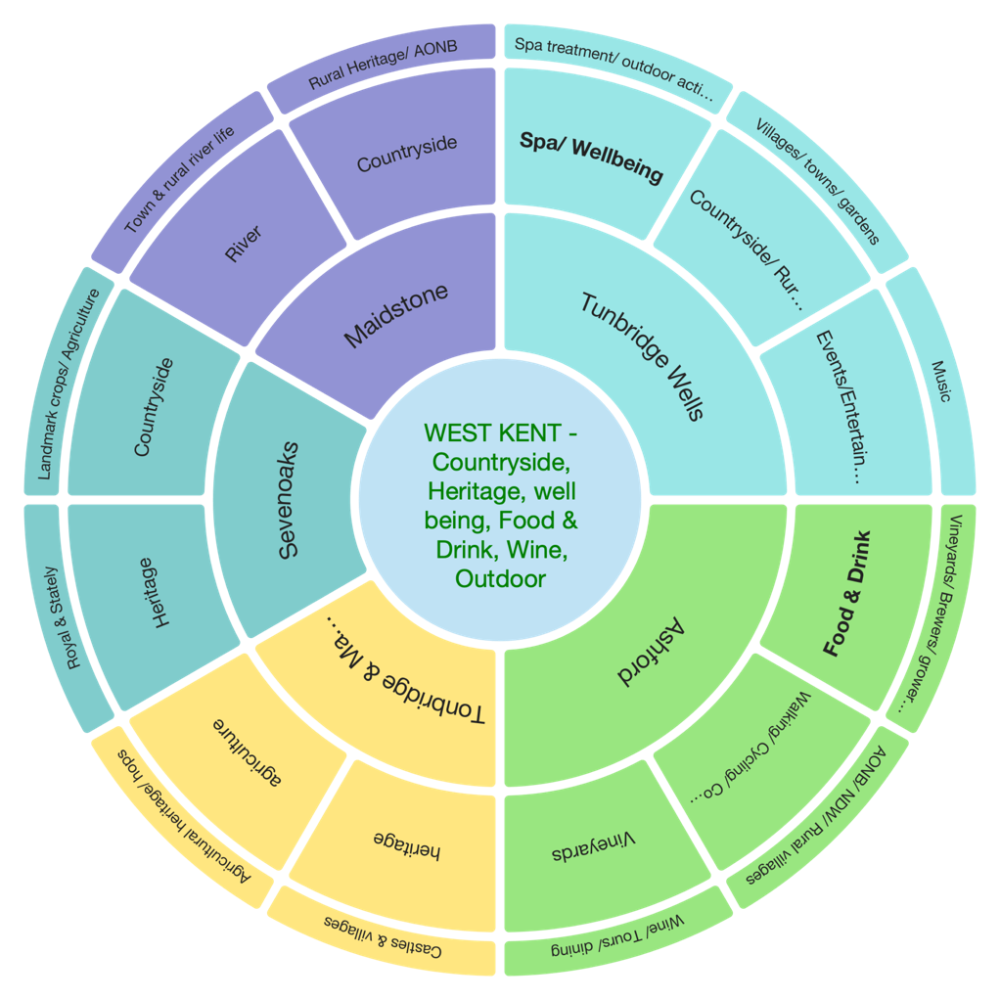 WEST KENT -
Countryside,
Heritage, well
being, Food &
Drink, Wine,
Outdoor
Tunbridge Wells
Spa/ Wellbeing
Spa treatment/ outdoor acti...
Countryside/ Rur...
Villages/ towns/ gardens
Events/Entertain...
Music
Ashford
Food & Drink
Vineyards/ Brewers/ grower...
Walking/ Cycling/ Co...
AONB/ NDW/ Rural villages
Vineyards
Wine/ Tours/ dining
Tonbridge & Ma...
heritage
Castles & villages
agriculture
Agricultural heritage/ hops
Sevenoaks
Heritage
Royal & Stately
Countryside
Landmark crops/ Agriculture
Maidstone
River
Town & rural river life
Countryside
Rural Heritage/ AONB